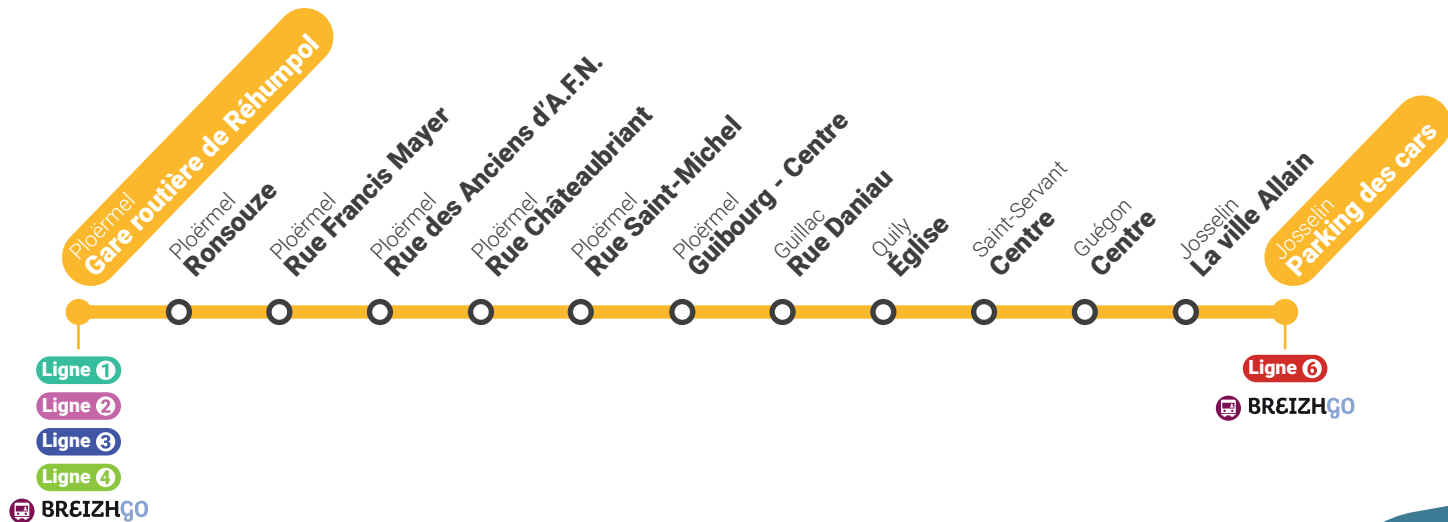 Ploërmel
Gare routière de Réhumpol
Ploërmel
Ronsouze
Ploërmel
Rue Francis Mayer
Ploërmel
Rue des Anciens d'A.F.N.
Ploërmel
Rue Châteaubriant
Ploërmel
Rue Saint-Michel
Ploërmel
Guibourg - Centre
Guillac
Rue Daniau
Quily
Église
Saint-Servant
Centre
Guégon
Centre
Josselin
La ville Allain
Josselin
Parking des cars
Ligne 1
Ligne 2
Ligne 3
Ligne 4
BREIZHGO
Ligne 6
BREIZHGO